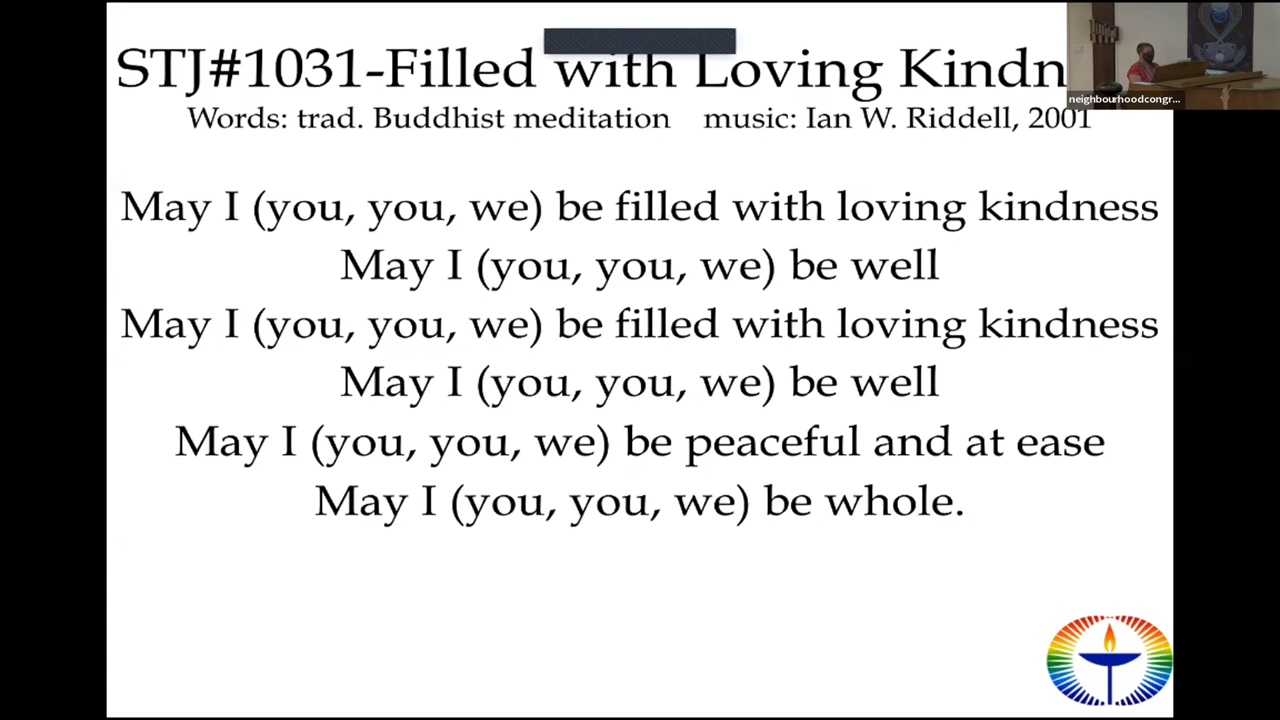 STJ#1031-Filled with Loving Kindn
Words: trad. Buddhist meditation music: Ian W. Riddell, 2001
neighbourhoodcongr...
May I (you, you, we) be filled with loving kindness
May I (you, you, we) be well
May I (you, you, we) be filled with loving kindness
May I (you, you, we) be well
May I (you, you, we) be peaceful and at ease
May I (you, you, we) be whole.